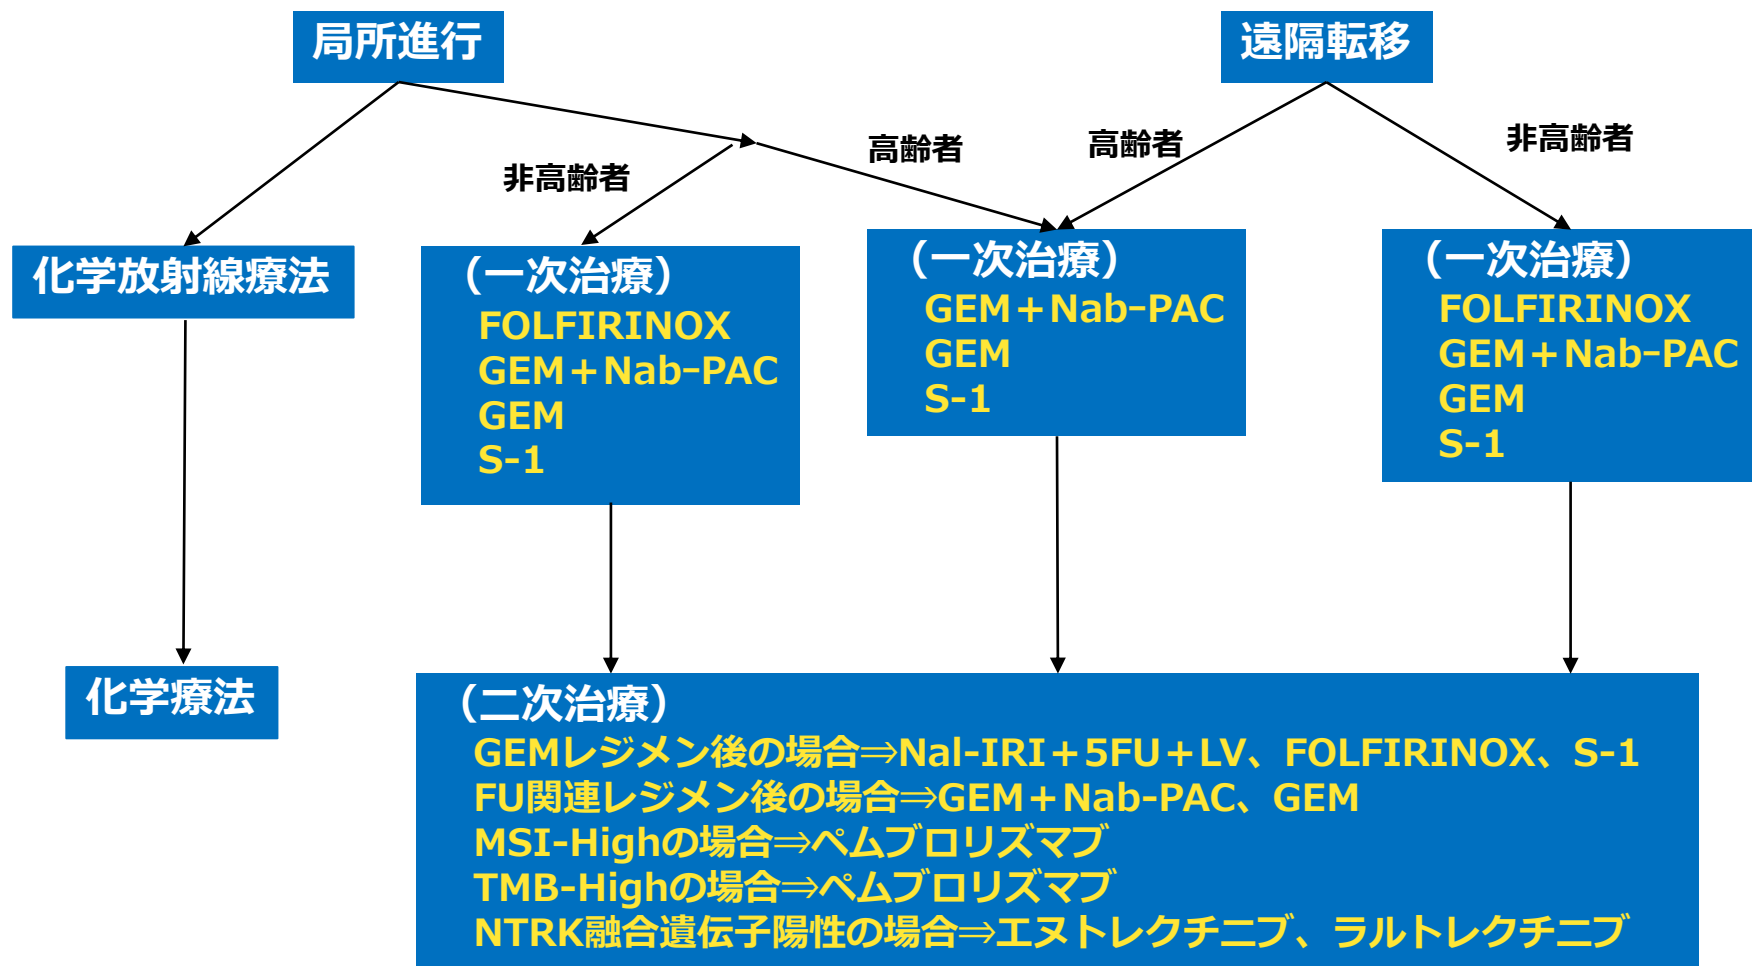 局所進行
遠隔転移
非高齢者
高齢者
高齢者
非高齢者
化学放射線療法
(一次治療)
FOLFIRINOX
GEM+Nab-PAC
GEM
S-1
(一次治療)
GEM+Nab-PAC
GEM
S-1
(一次治療)
FOLFIRINOX
GEM+Nab-PAC
GEM
S-1
化学療法
(二次治療)
GEMレジメン後の場合⇒Nal-IRI+5FU+LV、FOLFIRINOX、S-1
FU関連レジメン後の場合⇒GEM+Nab-PAC、GEM
MSI-Highの場合⇒ペムブロリズマブ
TMB-Highの場合⇒ペムブロリズマブ
NTRK融合遺伝子陽性の場合⇒エヌトレクチニブ、ラルトレクチニブ